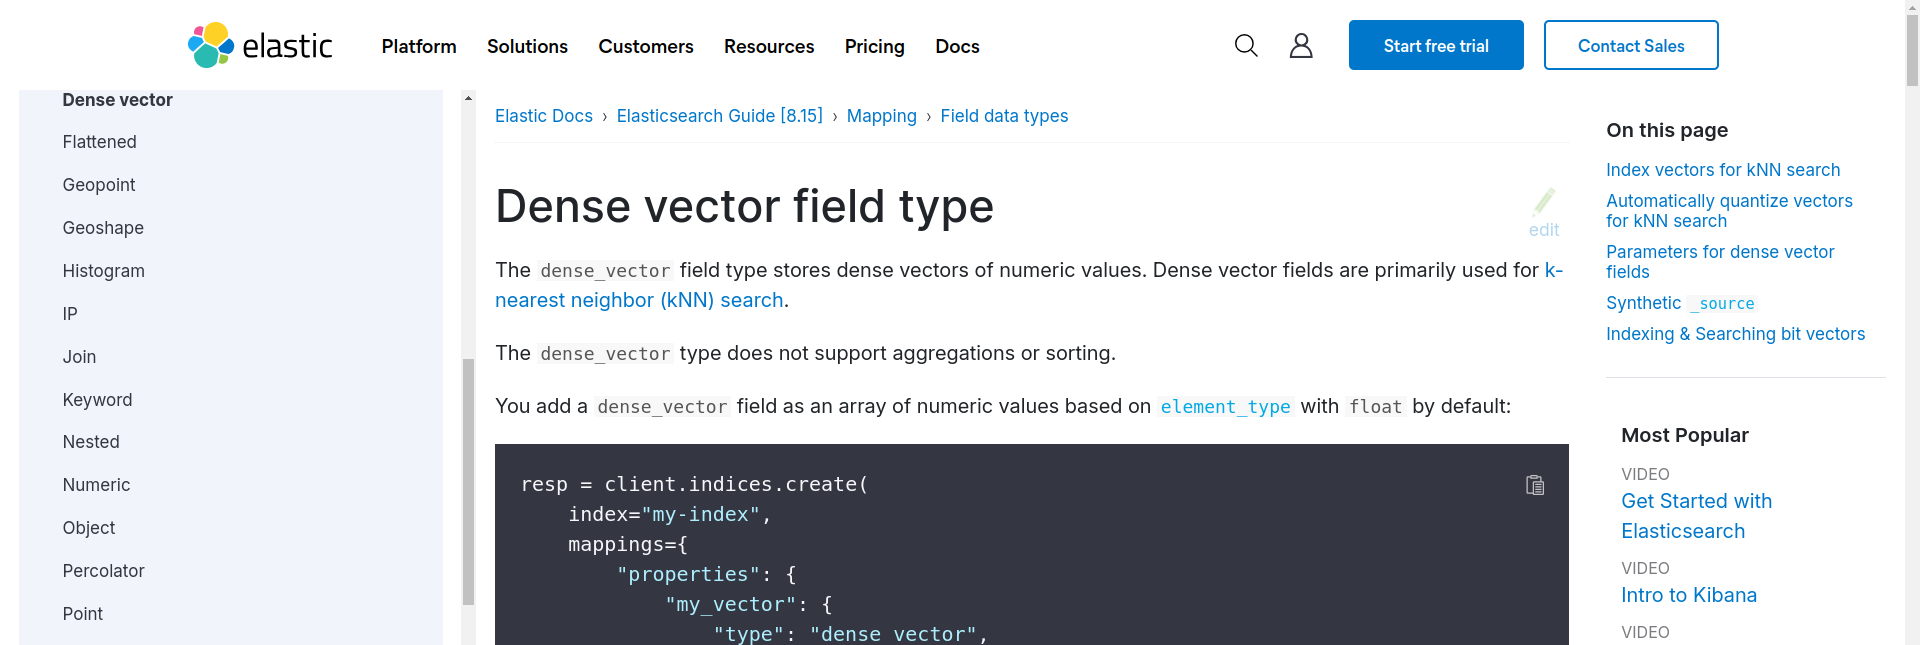 elastic
Platform
Solutions
Customers
Resources
Pricing
Docs
Start free trial
Contact Sales
Dense vector
Flattened
Geopoint
Geoshape
Histogram
IP
Join
Keyword
Nested
Numeric
Object
Percolator
Point
Elastic Docs › Elasticsearch Guide [8.15] › Mapping › Field data types
Dense vector field type
edit
The dense_vector field type stores dense vectors of numeric values. Dense vector fields are primarily used for k-
nearest neighbor (kNN) search.
The dense_vector type does not support aggregations or sorting.
You add a dense_vector field as an array of numeric values based on element_type with float by default:
resp = client.indices.create(
    index="my-index",
    mappings={
        "properties": {
            "my_vector": {
                "type": "dense_vector",
On this page
Index vectors for kNN search
Automatically quantize vectors
for kNN search
Parameters for dense vector
fields
Synthetic _source
Indexing & Searching bit vectors
Most Popular
VIDEO
Get Started with
Elasticsearch
VIDEO
Intro to Kibana
VIDEO